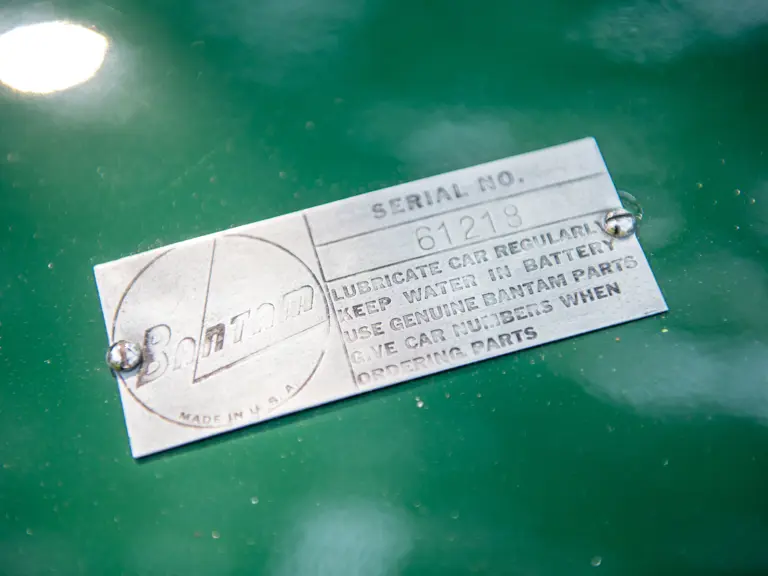 BANTAM
MADE IN U.S.A.
SERIAL NO.
61218
LUBRICATE CAR REGULARLY
KEEP WATER IN BATTERY
USE GENUINE BANTAM PARTS
GIVE CAR NUMBERS WHEN
ORDERING PARTS